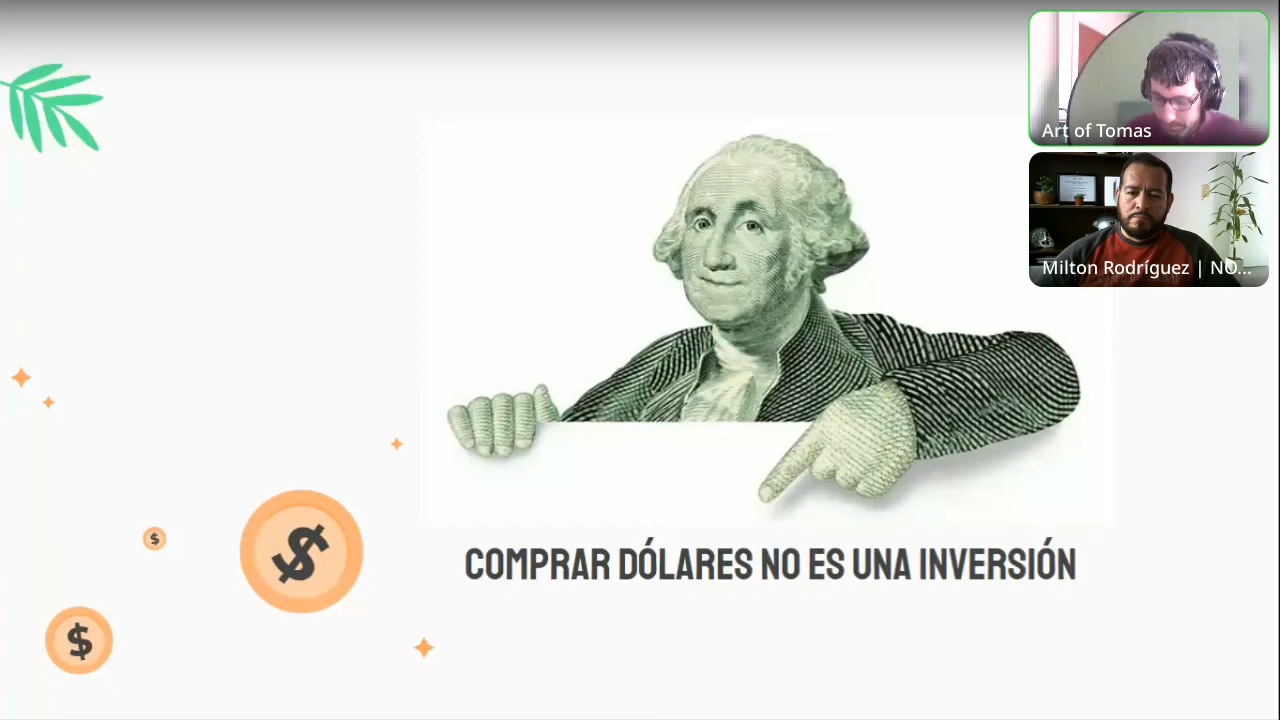 Art of Tomas
Milton Rodríguez | NO...
$
$
$
COMPRAR DÓLARES NO ES UNA INVERSIÓN